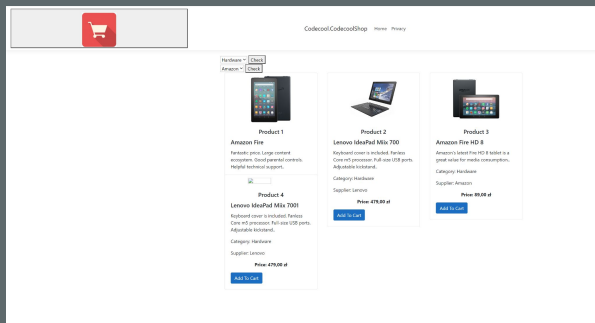 Codecool.CodecoolShop Home Privacy
Hardware Check
Amazon Check
Product 1
Amazon Fire
Fantastic price. Large content
ecosystem. Good parental controls.
Helpful technical support.
Product 2
Lenovo IdeaPad Miix 700
Keyboard cover is included. Fanless
Core m5 processor. Full-size USB ports.
Adjustable kickstand.
Category: Hardware
Supplier: Lenovo
Price: 479,00 zł
Add To Cart
Product 3
Amazon Fire HD 8
Amazon's latest Fire HD 8 tablet is a
great value for media consumption.
Category: Hardware
Supplier: Amazon
Price: 89,00 zł
Add To Cart
Product 4
Lenovo IdeaPad Miix 7001
Keyboard cover is included. Fanless
Core m5 processor. Full-size USB ports.
Adjustable kickstand.
Category: Hardware
Supplier: Lenovo
Price: 479,00 zł
Add To Cart